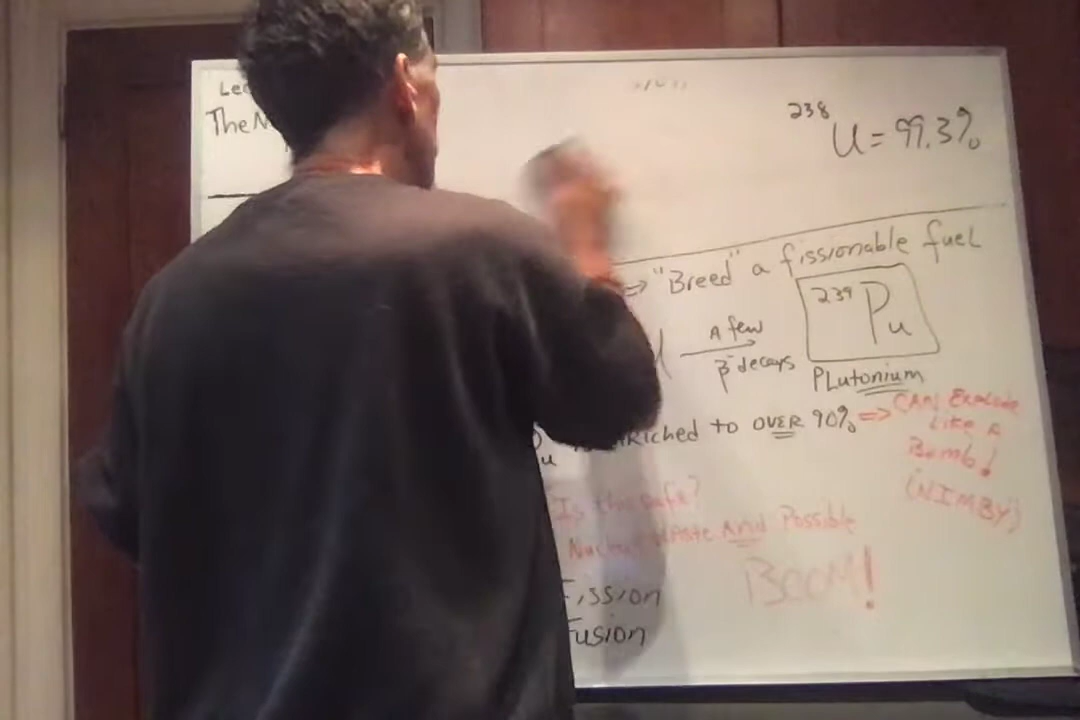 Lec
The N
238
U = 99.3%
⇒ "Breed" a fissionable fuel
239 Pu
A few
β⁻ decays
PLutonium
u enRiched to OVER 90% ⇒ CAN Explode
Like A
Bomb!
(NIMBY)
Is this safe?
Nuclear Waste And Possible
BOOM!
Fission
Fusion